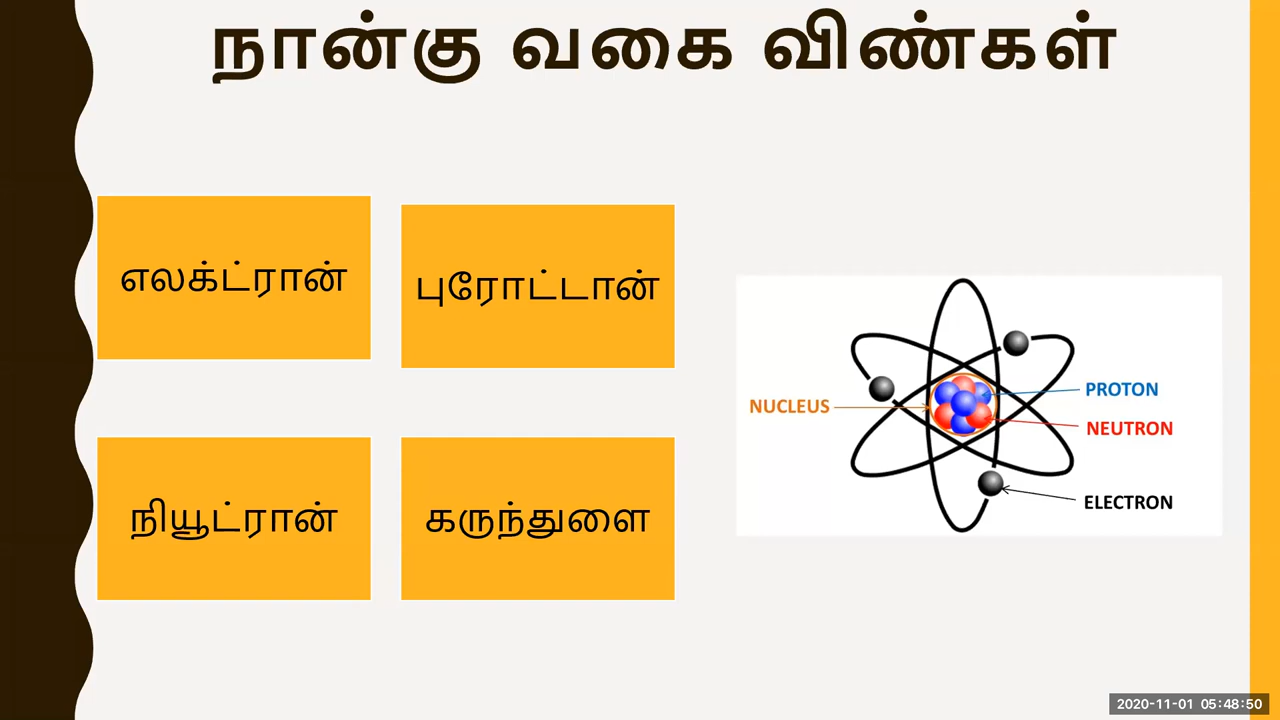 நான்கு வகை விண்கள்
எலக்ட்ரான்
புரோட்டான்
நியூட்ரான்
கருந்துளை
NUCLEUS
PROTON
NEUTRON
ELECTRON
2020-11-01 05:48:50